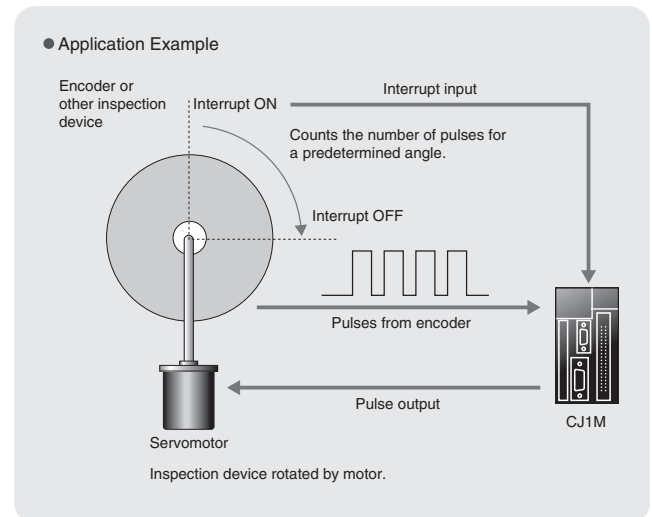 ● Application Example
Encoder or
other inspection
device
Interrupt ON
Interrupt input
Counts the number of pulses for
a predetermined angle.
Interrupt OFF
Pulses from encoder
Pulse output
CJ1M
Servomotor
Inspection device rotated by motor.